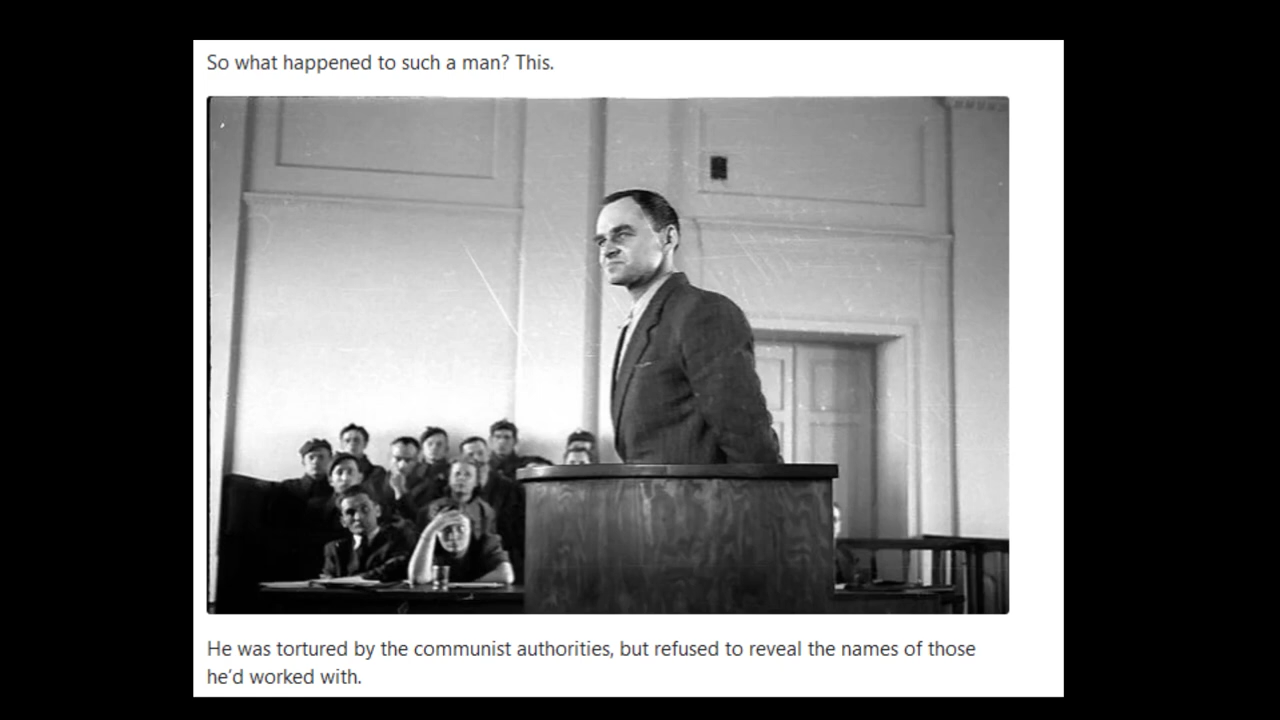 So what happened to such a man? This.
He was tortured by the communist authorities, but refused to reveal the names of those
he’d worked with.